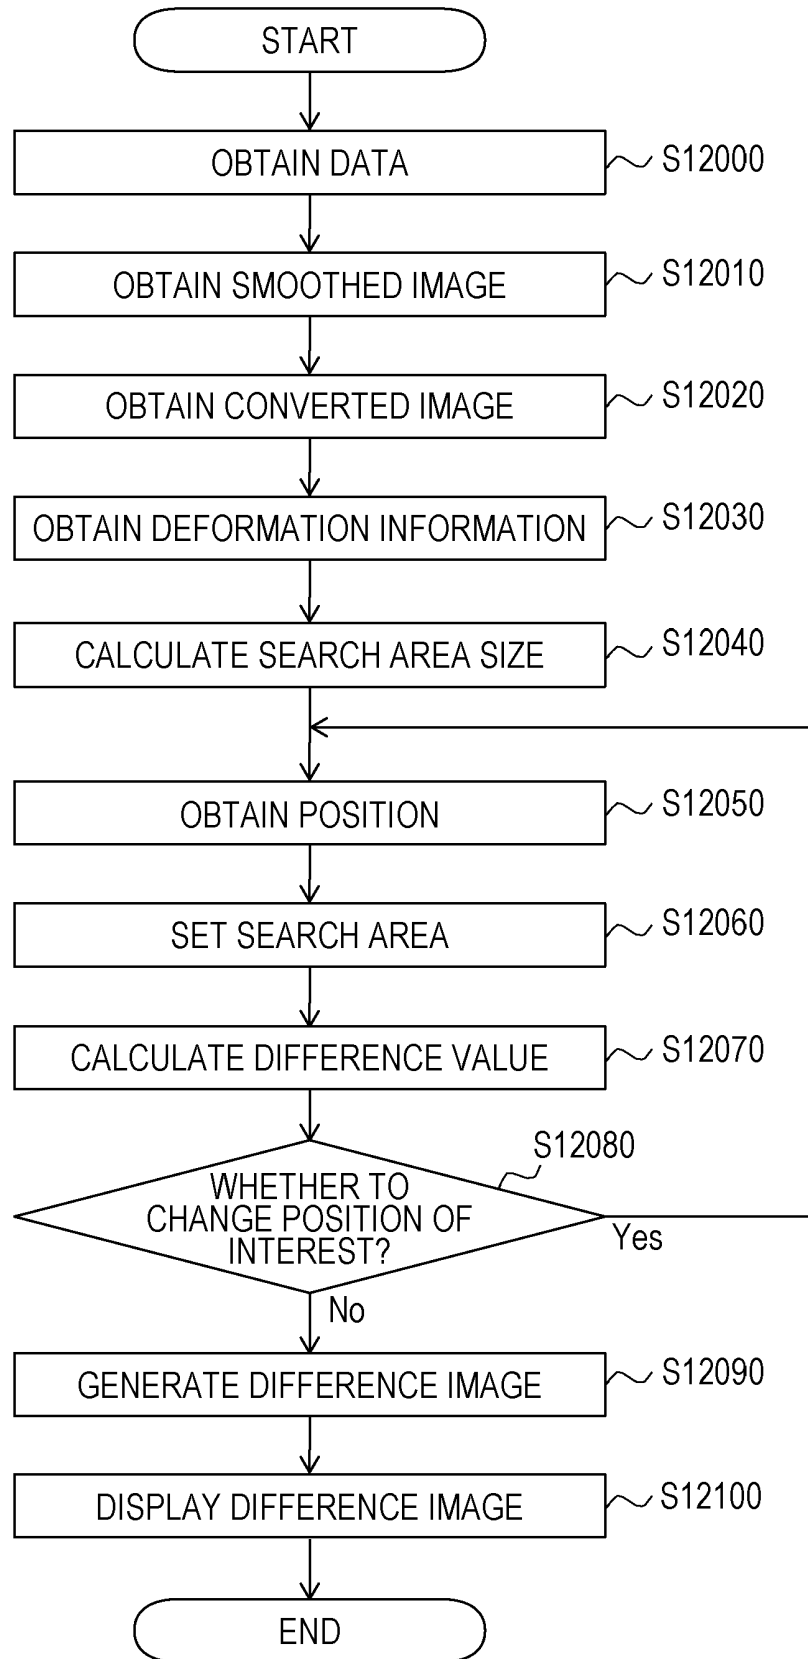 START
OBTAIN DATA
S12000
OBTAIN SMOOTHED IMAGE
S12010
OBTAIN CONVERTED IMAGE
S12020
OBTAIN DEFORMATION INFORMATION
S12030
CALCULATE SEARCH AREA SIZE
S12040
OBTAIN POSITION
S12050
SET SEARCH AREA
S12060
CALCULATE DIFFERENCE VALUE
S12070
S12080
WHETHER TO
CHANGE POSITION OF
INTEREST?
Yes
No
GENERATE DIFFERENCE IMAGE
S12090
DISPLAY DIFFERENCE IMAGE
S12100
END